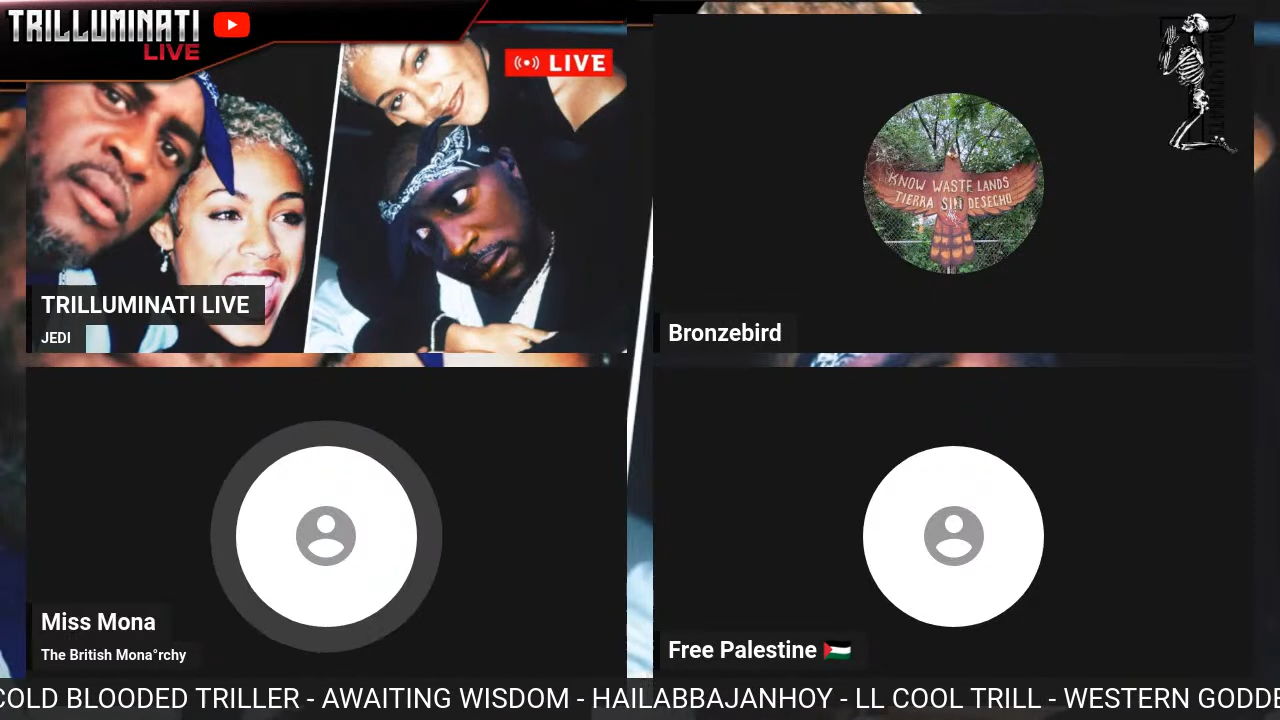 TRILLUMINATI
LIVE
LIVE
TRILLUMINATI LIVE
JEDI
KNOW WASTE LANDS
TIERRA SIN DESECHO
Bronzebird
TRILLUMINATI
Miss Mona
The British Mona°rchy
Free Palestine 🇵🇸
COLD BLOODED TRILLER - AWAITING WISDOM - HAILABBAJANHOY - LL COOL TRILL - WESTERN GODDE